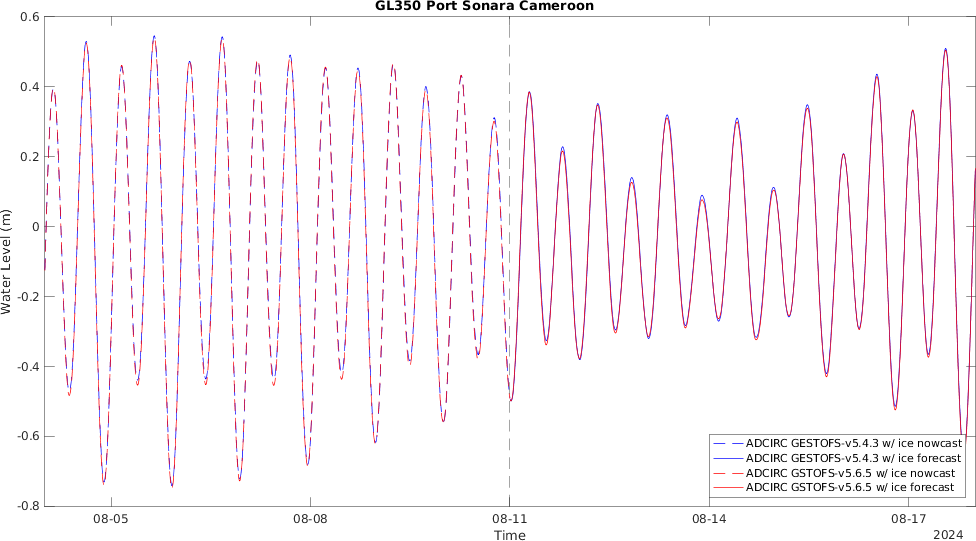 GL350 Port Sonara Cameroon
0.6
0.4
0.2
0
-0.2
-0.4
-0.6
-0.8
Water Level (m)
ADCIRC GESTOFS-v5.4.3 w/ ice nowcast
ADCIRC GESTOFS-v5.4.3 w/ ice forecast
ADCIRC GSTOFS-v5.6.5 w/ ice nowcast
ADCIRC GSTOFS-v5.6.5 w/ ice forecast
08-05 08-08 08-11 08-14 08-17
Time
2024